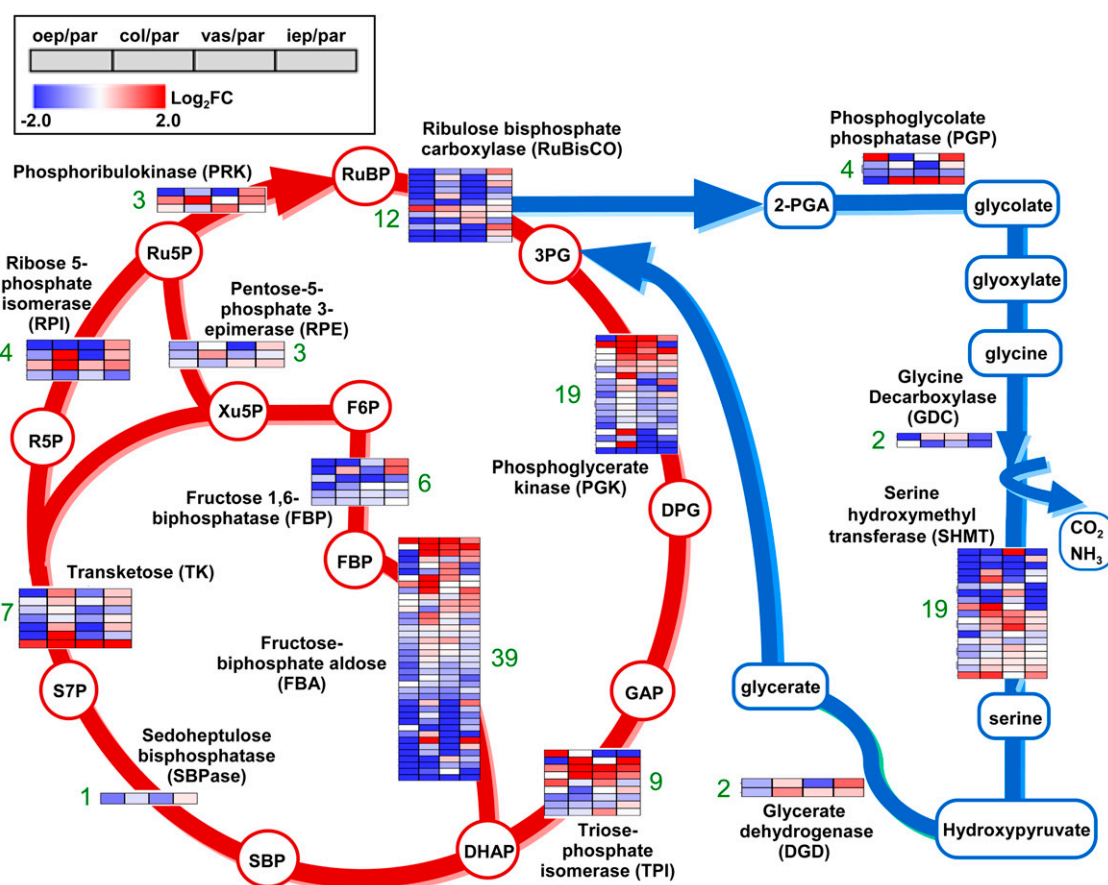 oep/par col/par vas/par iep/par
Log₂FC
-2.0 2.0
Phosphoribulokinase (PRK)
3
RuBP
Ribulose bisphosphate
carboxylase (RuBisCO)
12
Phosphoglycolate
phosphatase (PGP)
4
2-PGA
glycolate
Ru5P
3PG
Ribose 5-
phosphate
isomerase
(RPI)
4
Pentose-5-
phosphate 3-
epimerase (RPE)
3
glyoxylate
glycine
Glycine
Decarboxylase
(GDC)
2
19
Phosphoglycerate
kinase (PGK)
R5P
Xu5P
F6P
Fructose 1,6-
biphosphatase (FBP)
6
DPG
Serine
hydroxymethyl
transferase (SHMT)
19
CO₂
NH₃
FBP
Transketose (TK)
7
Fructose-
biphosphate aldose
(FBA)
39
S7P
GAP
glycerate
serine
Sedoheptulose
bisphosphatase
(SBPase)
1
9
Triose-
phosphate
isomerase (TPI)
2
Glycerate
dehydrogenase
(DGD)
Hydroxypyruvate
SBP
DHAP